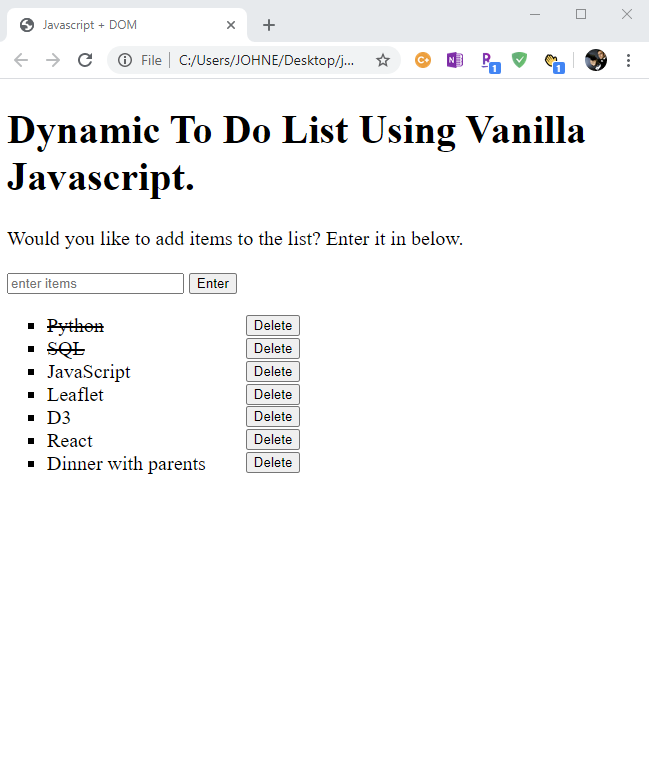 Javascript + DOM
File C:/Users/JOHNE/Desktop/j...
1 1
Dynamic To Do List Using Vanilla
Javascript.
Would you like to add items to the list? Enter it in below.
enter items Enter
Python Delete
SQL Delete
JavaScript Delete
Leaflet Delete
D3 Delete
React Delete
Dinner with parents Delete